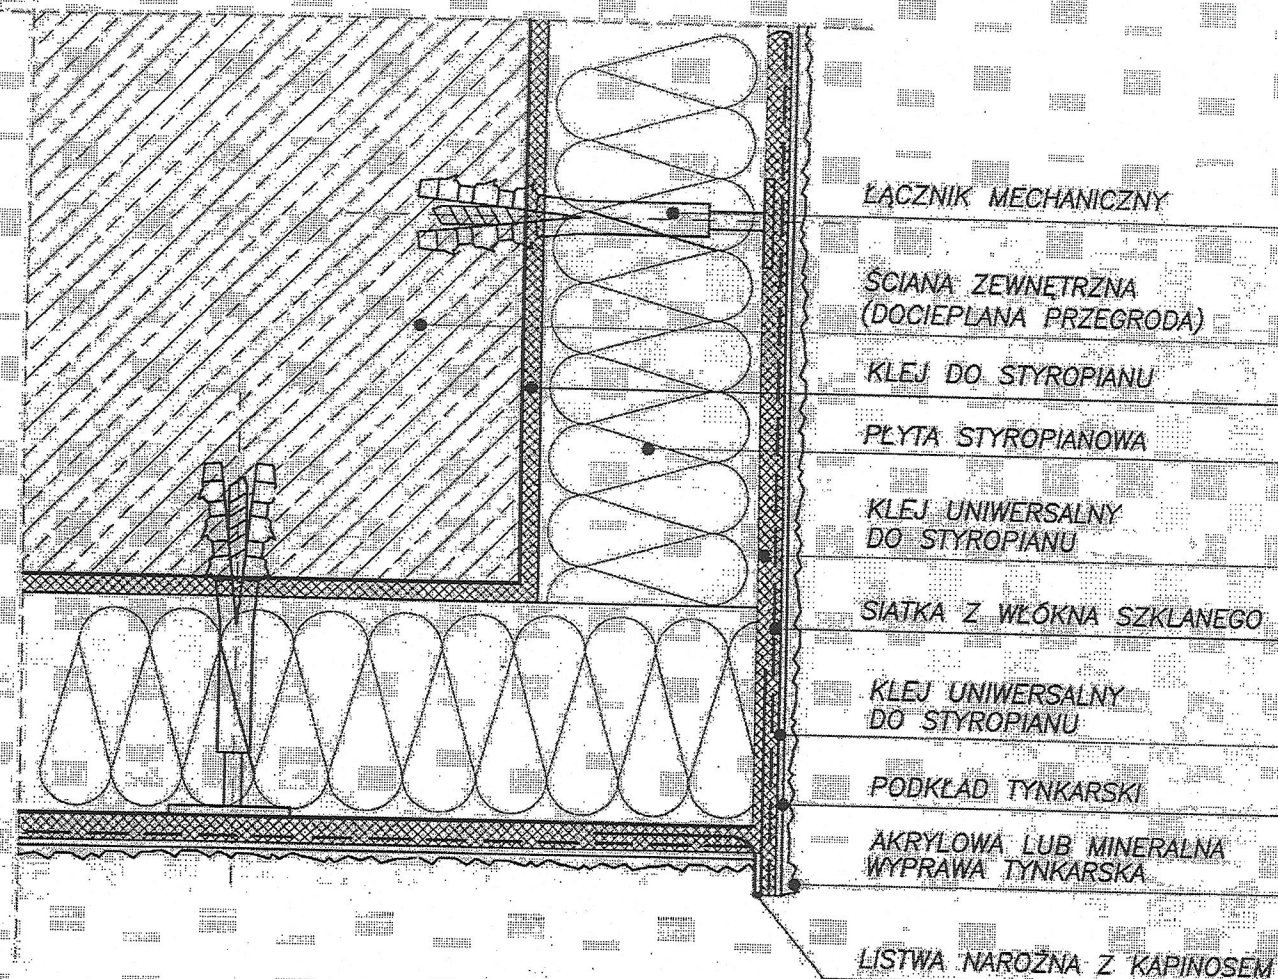 ŁĄCZNIK MECHANICZNY
ŚCIANA ZEWNĘTRZNA
(DOCIEPLANA PRZEGRODA)
KLEJ DO STYROPIANU
PŁYTA STYROPIANOWA
KLEJ UNIWERSALNY
DO STYROPIANU
SIATKA Z WŁÓKNA SZKLANEGO
KLEJ UNIWERSALNY
DO STYROPIANU
PODKŁAD TYNKARSKI
AKRYLOWA LUB MINERALNA
WYPRAWA TYNKARSKA
LISTWA NAROŻNA Z KAPINOSEM